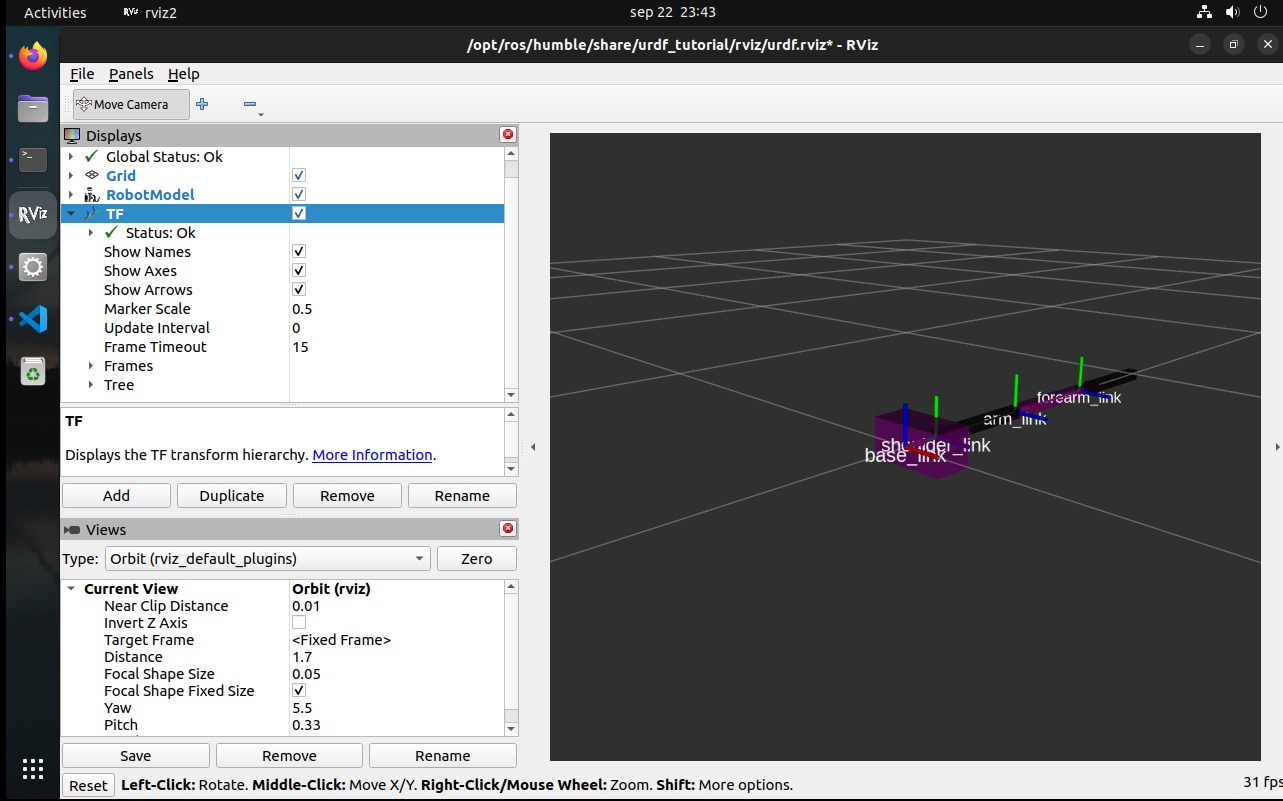 Activities
RViz
rviz2
sep 22 23:43
/opt/ros/humble/share/urdf_tutorial/rviz/urdf.rviz* - RViz
File Panels Help
Move Camera
Displays
Global Status: Ok
Grid
RobotModel
TF
Status: Ok
Show Names
Show Axes
Show Arrows
Marker Scale 0.5
Update Interval 0
Frame Timeout 15
Frames
Tree
TF
Displays the TF transform hierarchy. More Information.
Add Duplicate Remove Rename
Views
Type: Orbit (rviz_default_plugins) Zero
Current View Orbit (rviz)
Near Clip Distance 0.01
Invert Z Axis
Target Frame <Fixed Frame>
Distance 1.7
Focal Shape Size 0.05
Focal Shape Fixed Size
Yaw 5.5
Pitch 0.33
Save Remove Rename
Reset Left-Click: Rotate. Middle-Click: Move X/Y. Right-Click/Mouse Wheel: Zoom. Shift: More options.
31 fps
RViz
forearm_link
arm_link
shoulder_link
base_link